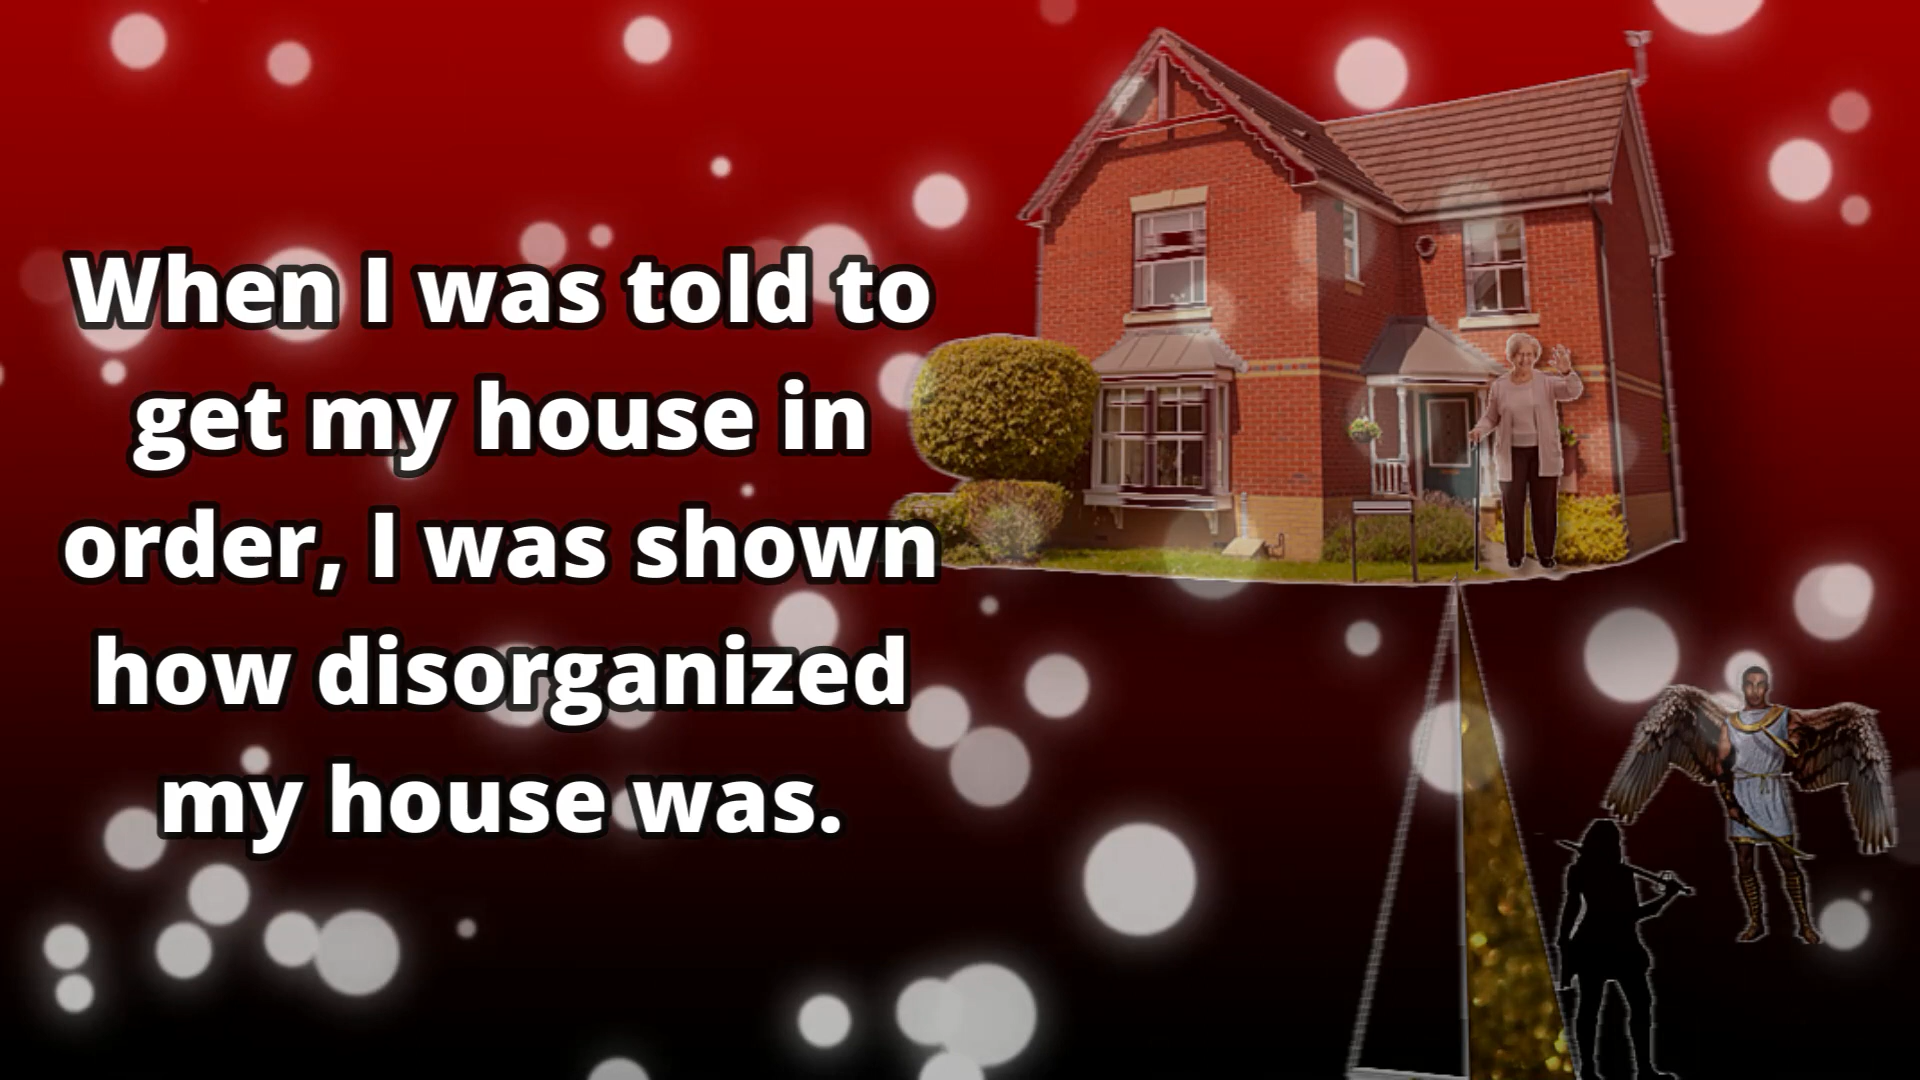 When I was told to
get my house in
order, I was shown
how disorganized
my house was.